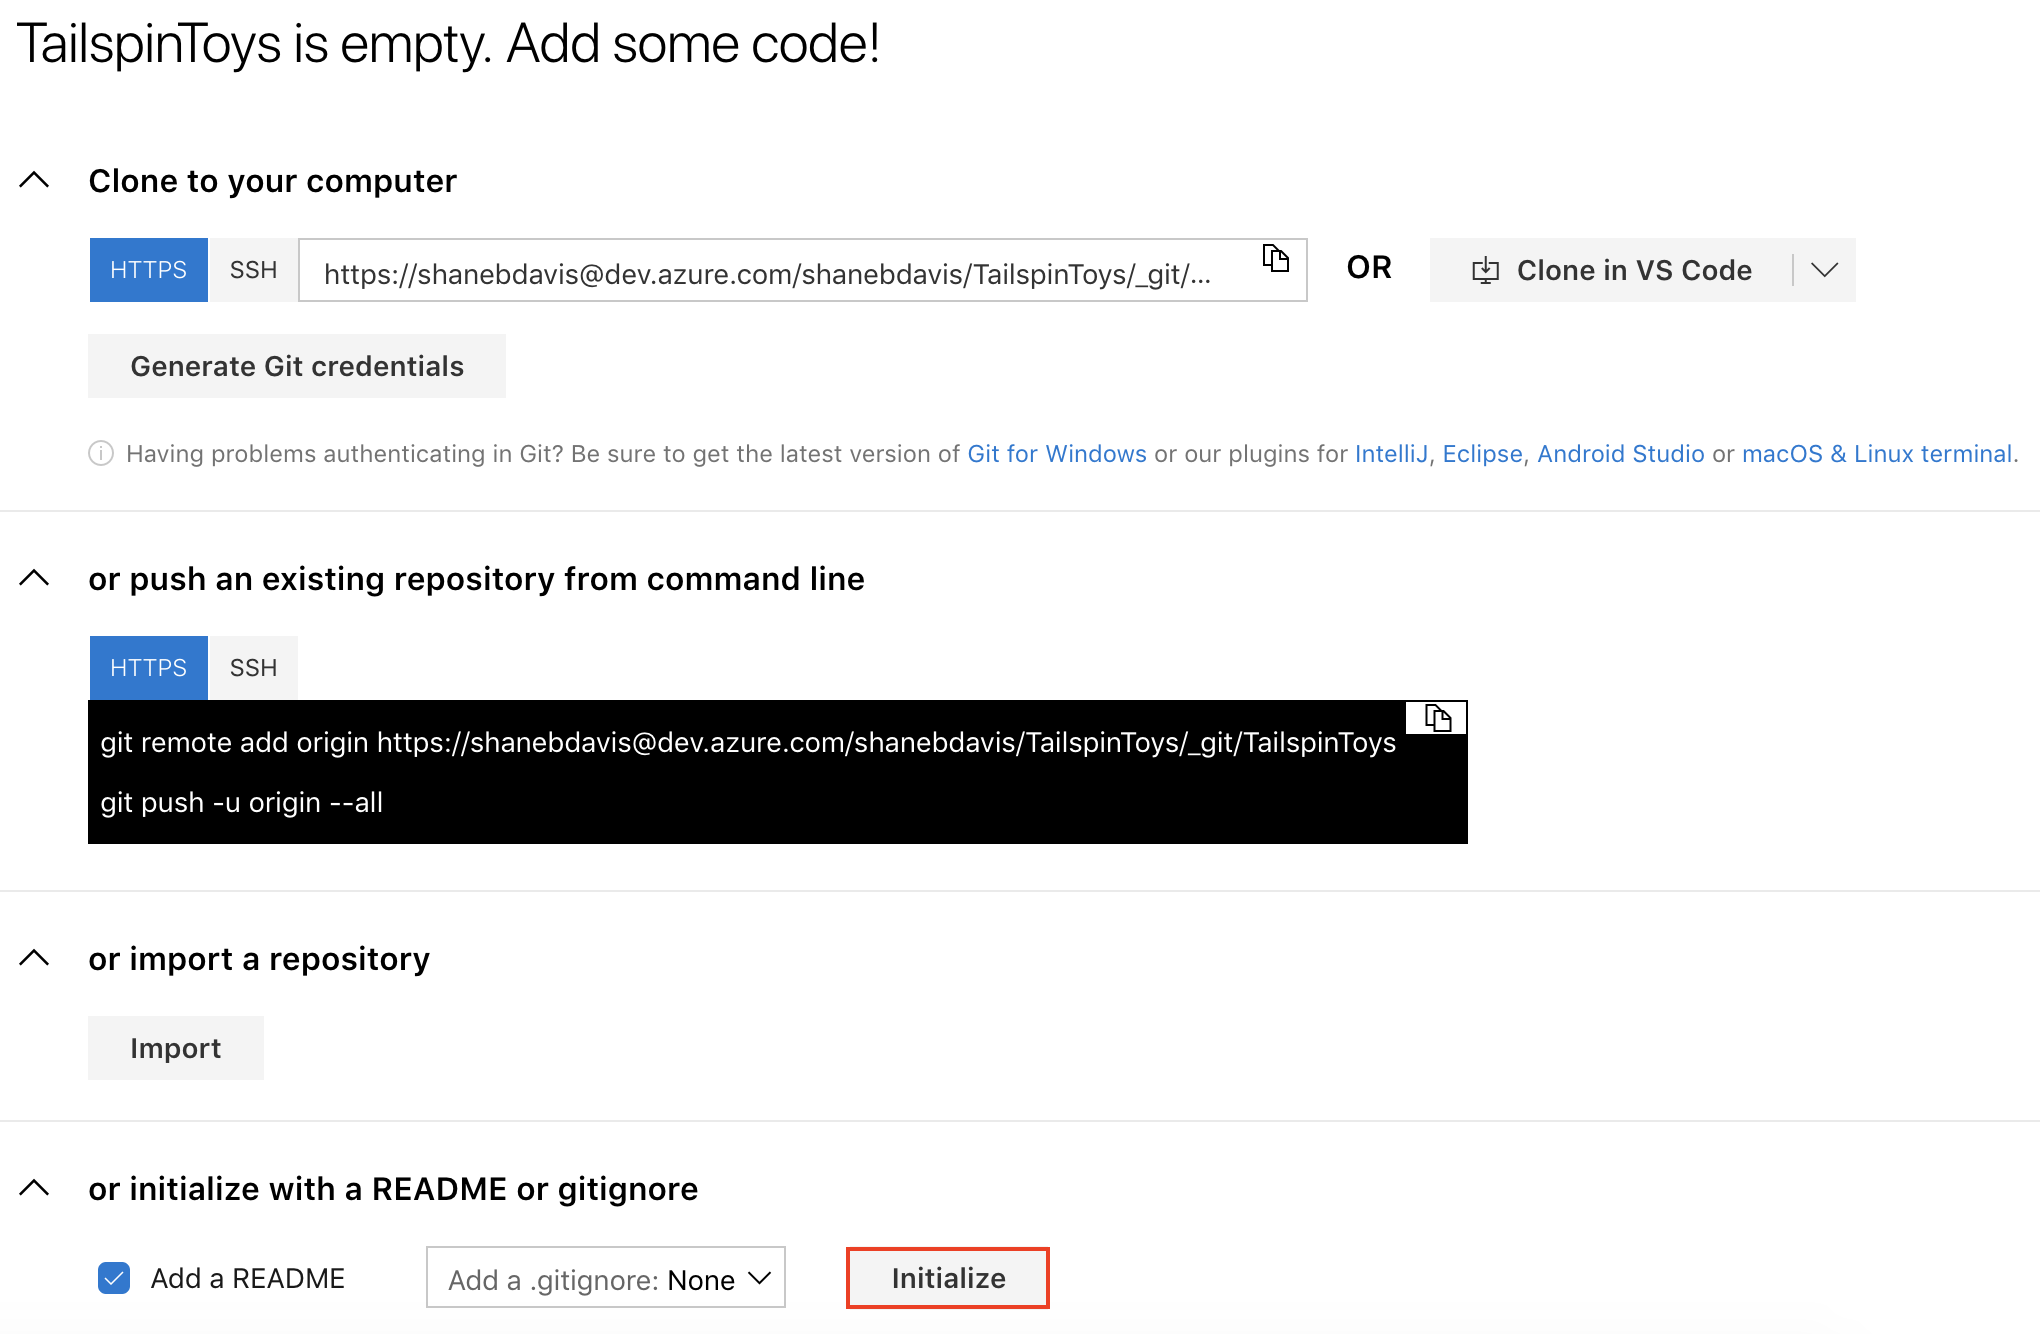 TailspinToys is empty. Add some code!
Clone to your computer
HTTPS SSH https://shanebdavis@dev.azure.com/shanebdavis/TailspinToys/_git/... OR Clone in VS Code
Generate Git credentials
Having problems authenticating in Git? Be sure to get the latest version of Git for Windows or our plugins for IntelliJ, Eclipse, Android Studio or macOS & Linux terminal.
or push an existing repository from command line
HTTPS SSH
git remote add origin https://shanebdavis@dev.azure.com/shanebdavis/TailspinToys/_git/TailspinToys
git push -u origin --all
or import a repository
Import
or initialize with a README or gitignore
Add a README Add a .gitignore: None Initialize